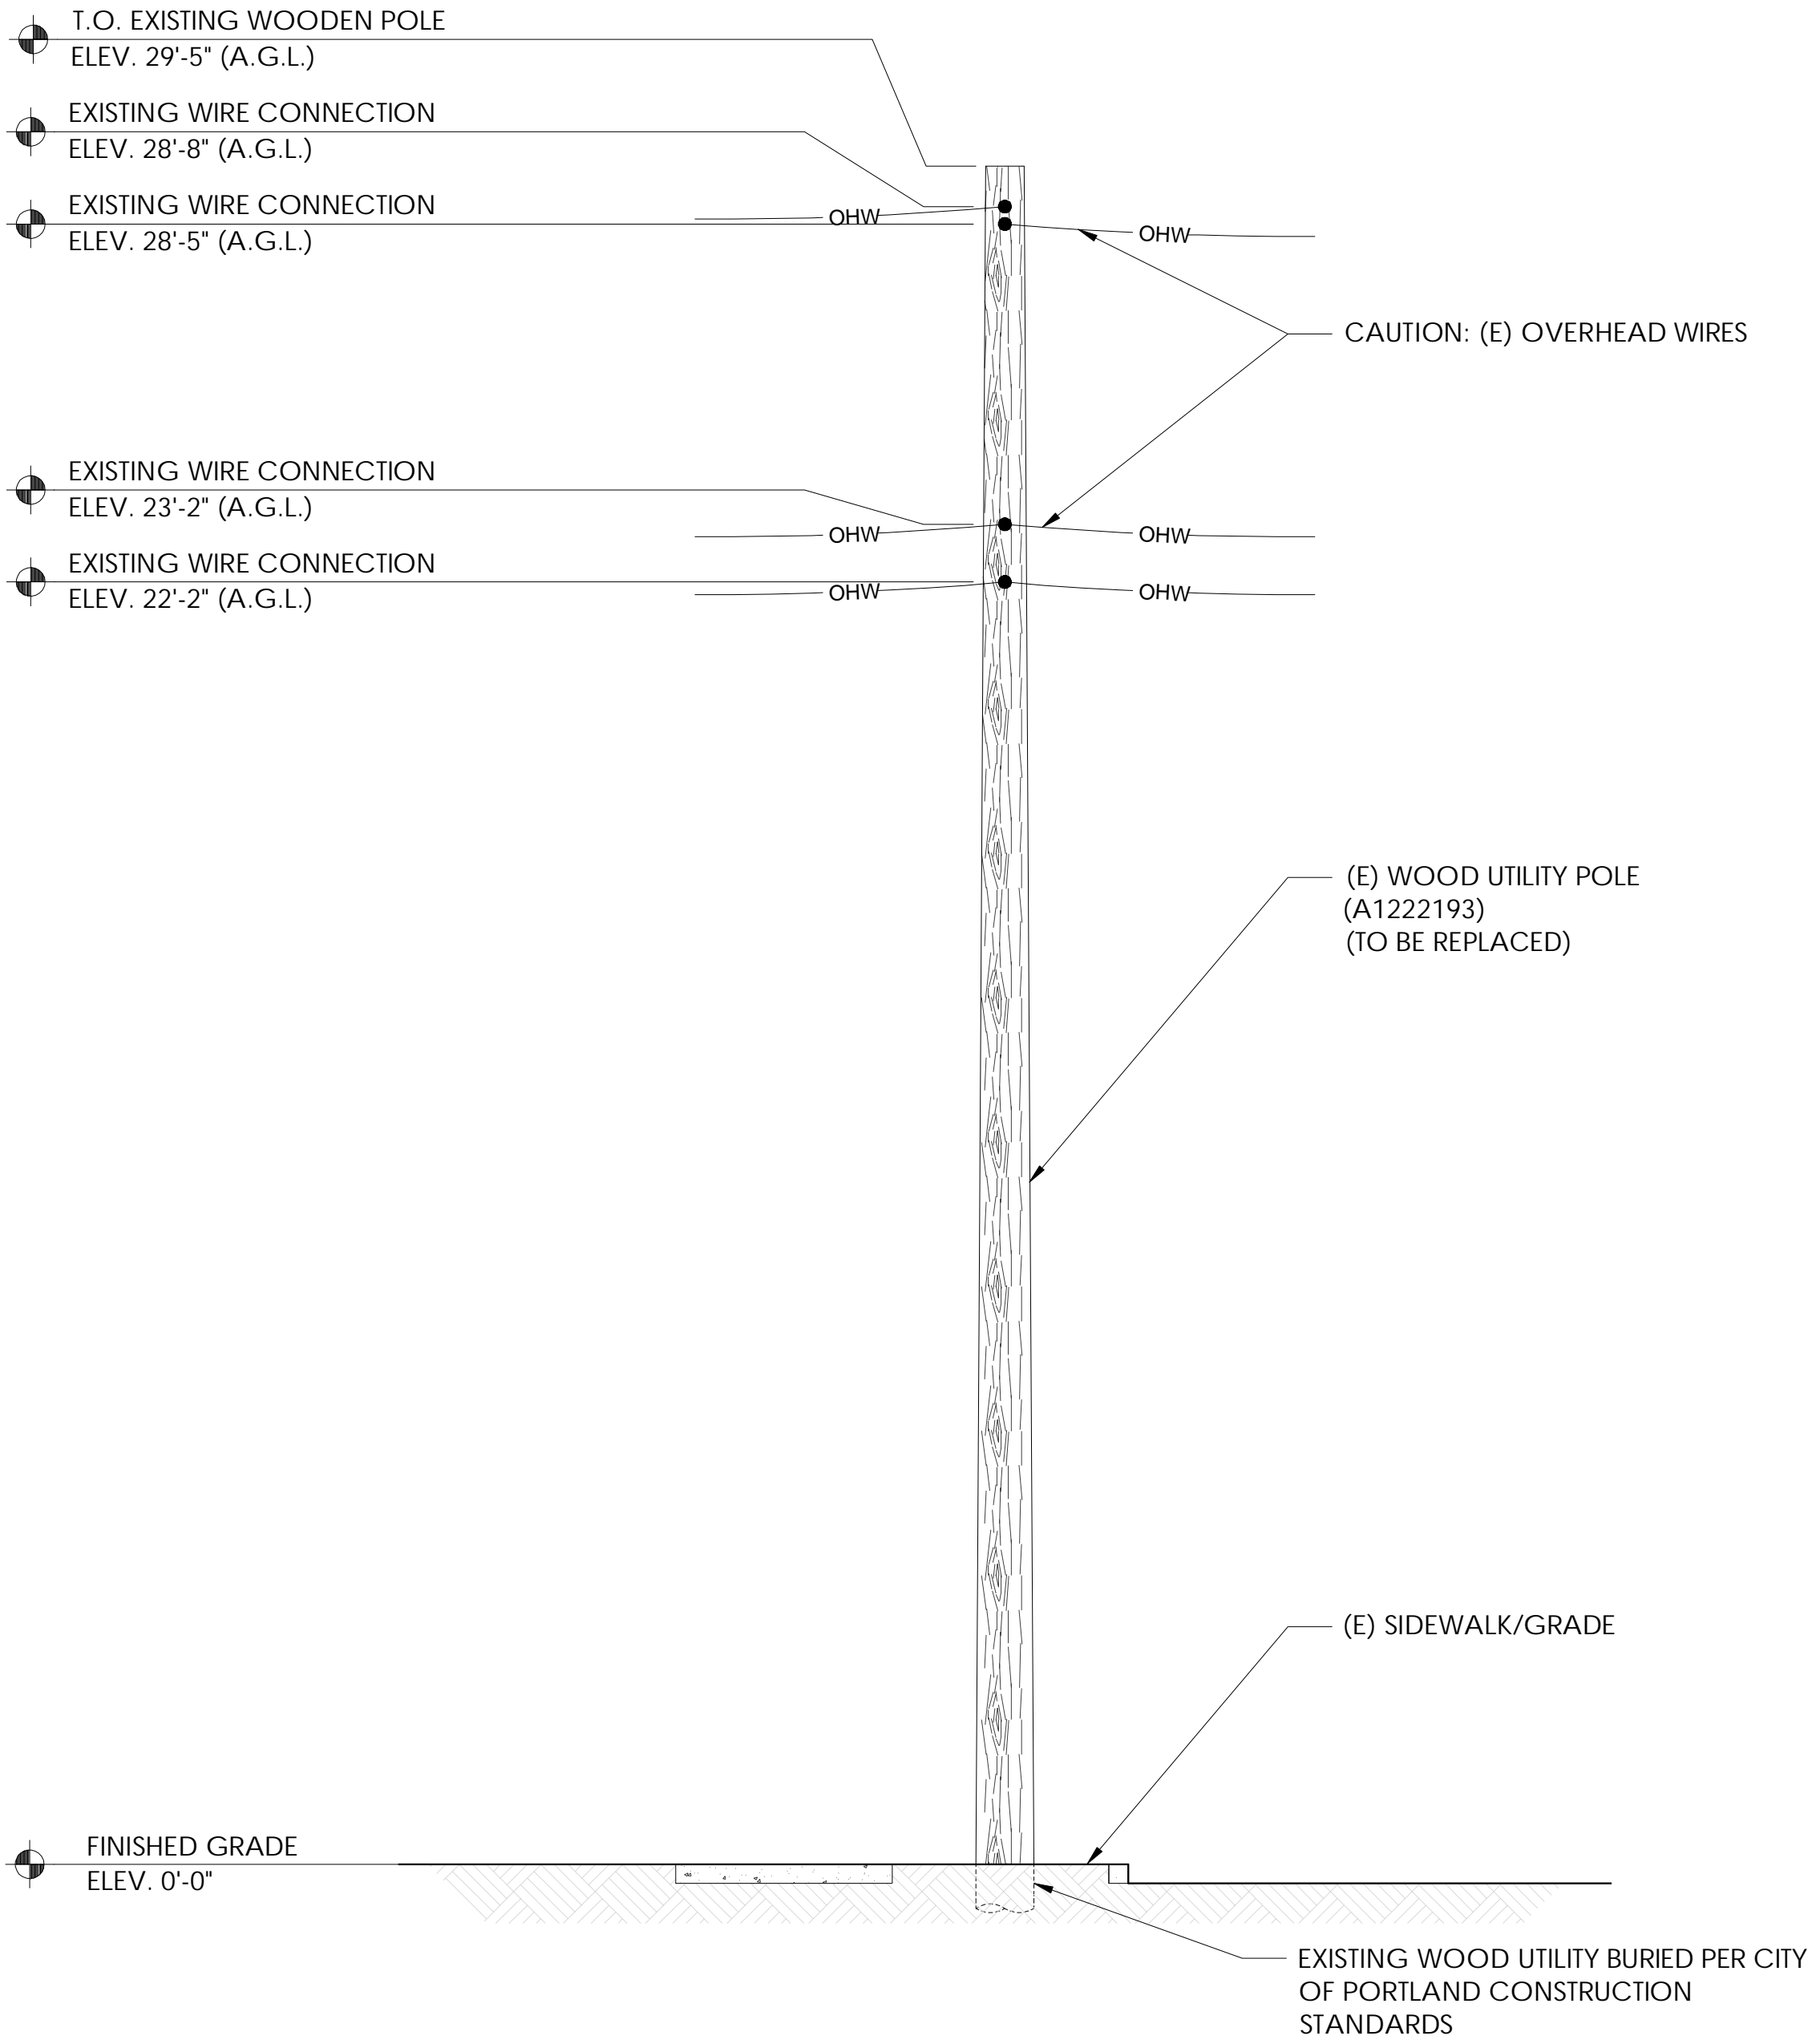 T.O. EXISTING WOODEN POLE
ELEV. 29'-5" (A.G.L.)
EXISTING WIRE CONNECTION
ELEV. 28'-8" (A.G.L.)
EXISTING WIRE CONNECTION
ELEV. 28'-5" (A.G.L.)
OHW
OHW
CAUTION: (E) OVERHEAD WIRES
EXISTING WIRE CONNECTION
ELEV. 23'-2" (A.G.L.)
OHW
OHW
EXISTING WIRE CONNECTION
ELEV. 22'-2" (A.G.L.)
OHW
OHW
(E) WOOD UTILITY POLE
(A1222193)
(TO BE REPLACED)
(E) SIDEWALK/GRADE
FINISHED GRADE
ELEV. 0'-0"
EXISTING WOOD UTILITY BURIED PER CITY
OF PORTLAND CONSTRUCTION
STANDARDS